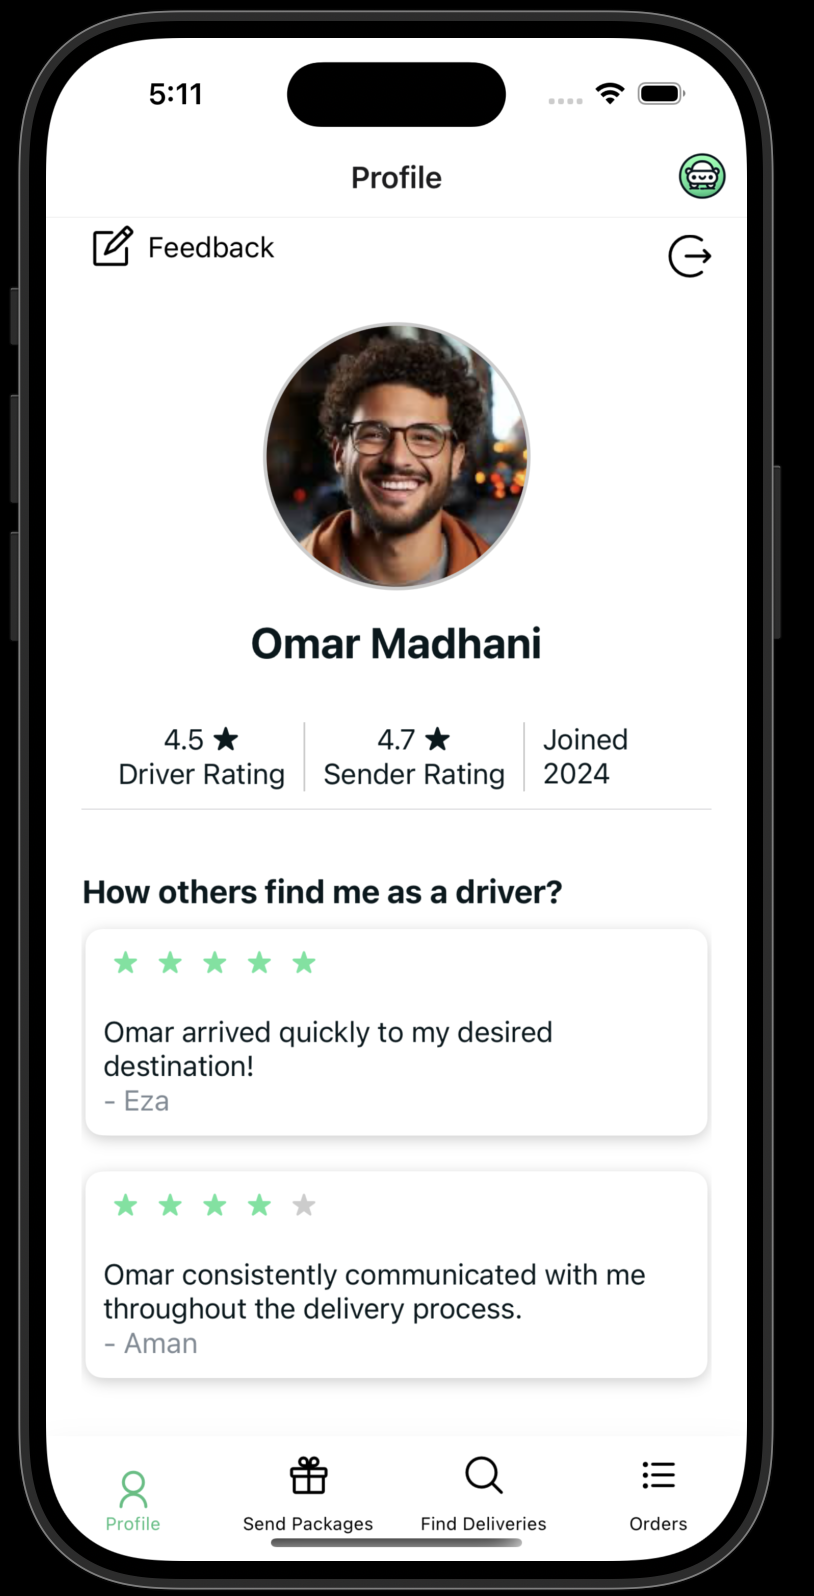 5:11
Profile
Feedback
Omar Madhani
4.5 ★
Driver Rating
4.7 ★
Sender Rating
Joined
2024
How others find me as a driver?
Omar arrived quickly to my desired
destination!
- Eza
Omar consistently communicated with me
throughout the delivery process.
- Aman
Profile
Send Packages
Find Deliveries
Orders